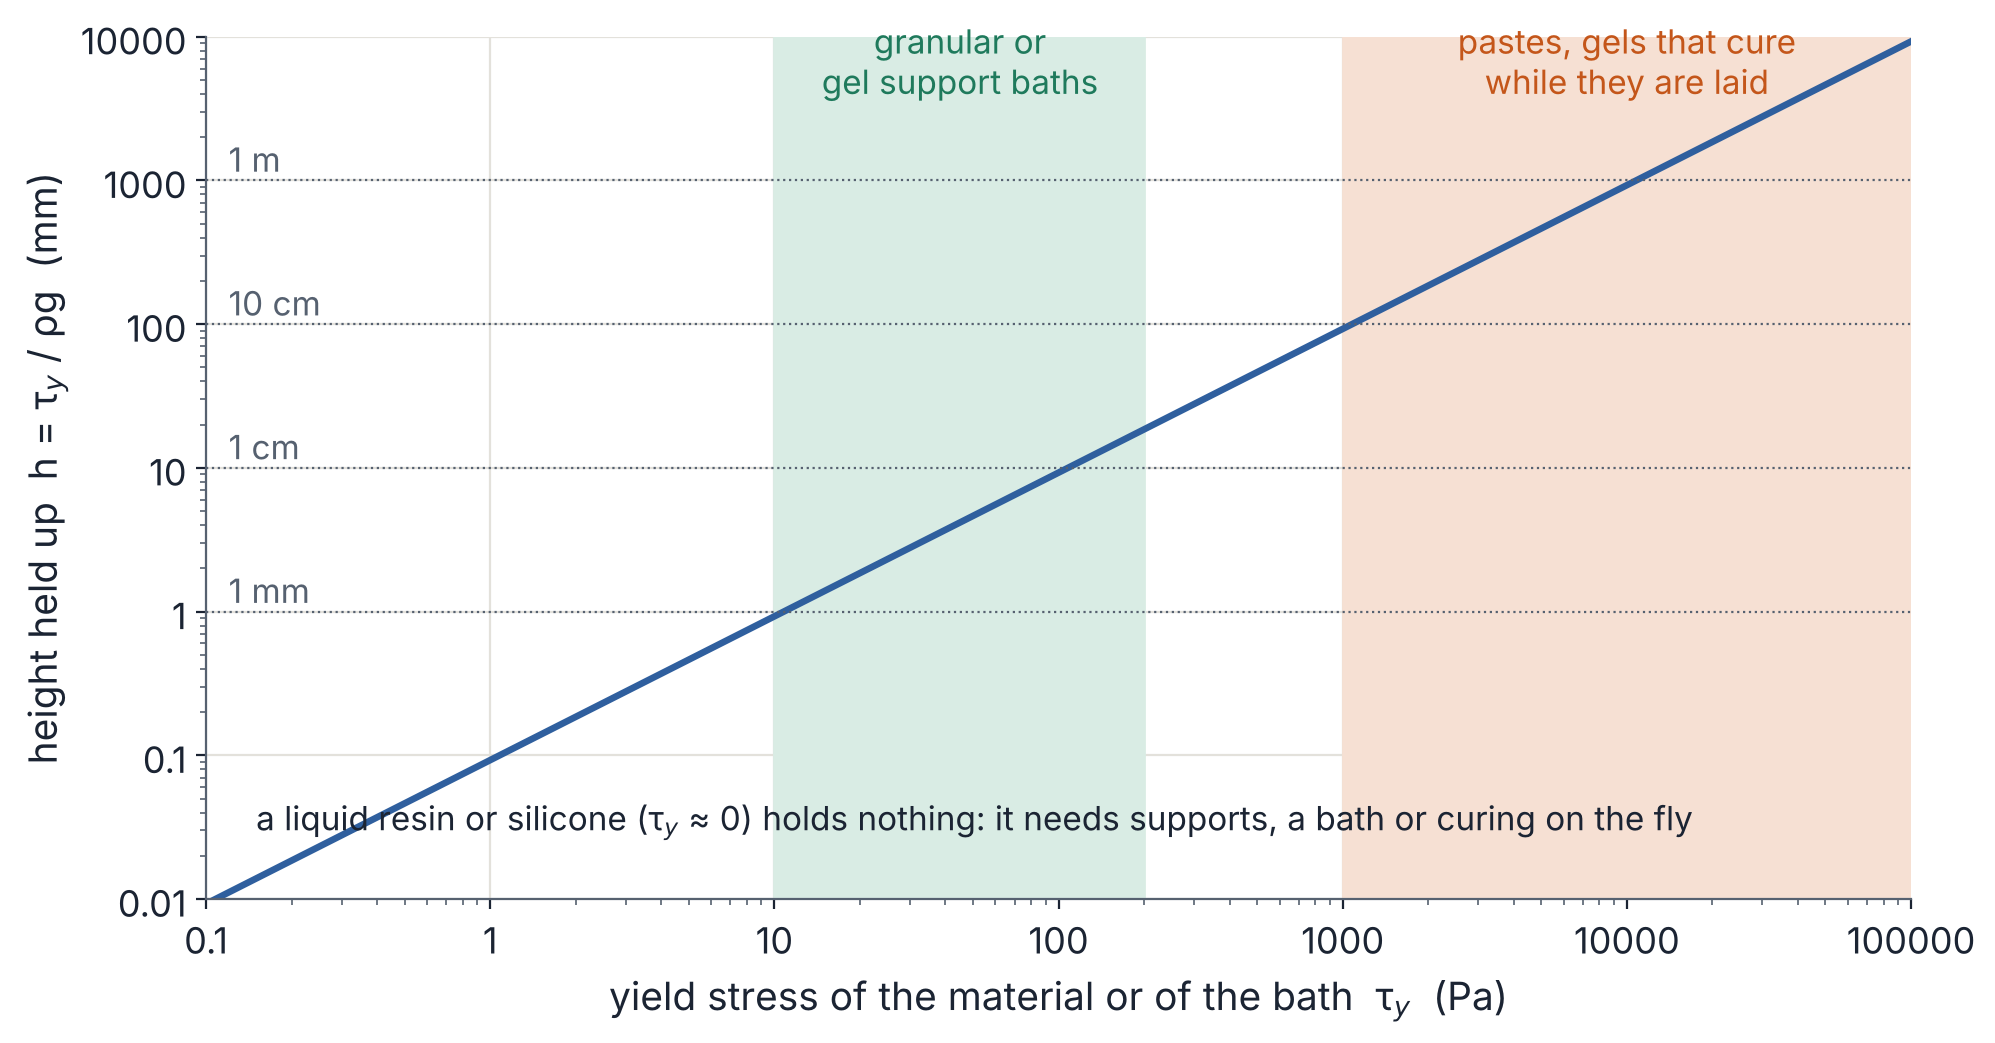 granular or
gel support baths
pastes, gels that cure
while they are laid
10000
1000
100
10
1
0.1
0.01
1 m
10 cm
1 cm
1 mm
height held up h = τy / ρg (mm)
a liquid resin or silicone (τy ≈ 0) holds nothing: it needs supports, a bath or curing on the fly
0.1
1
10
100
1000
10000
100000
yield stress of the material or of the bath τy (Pa)